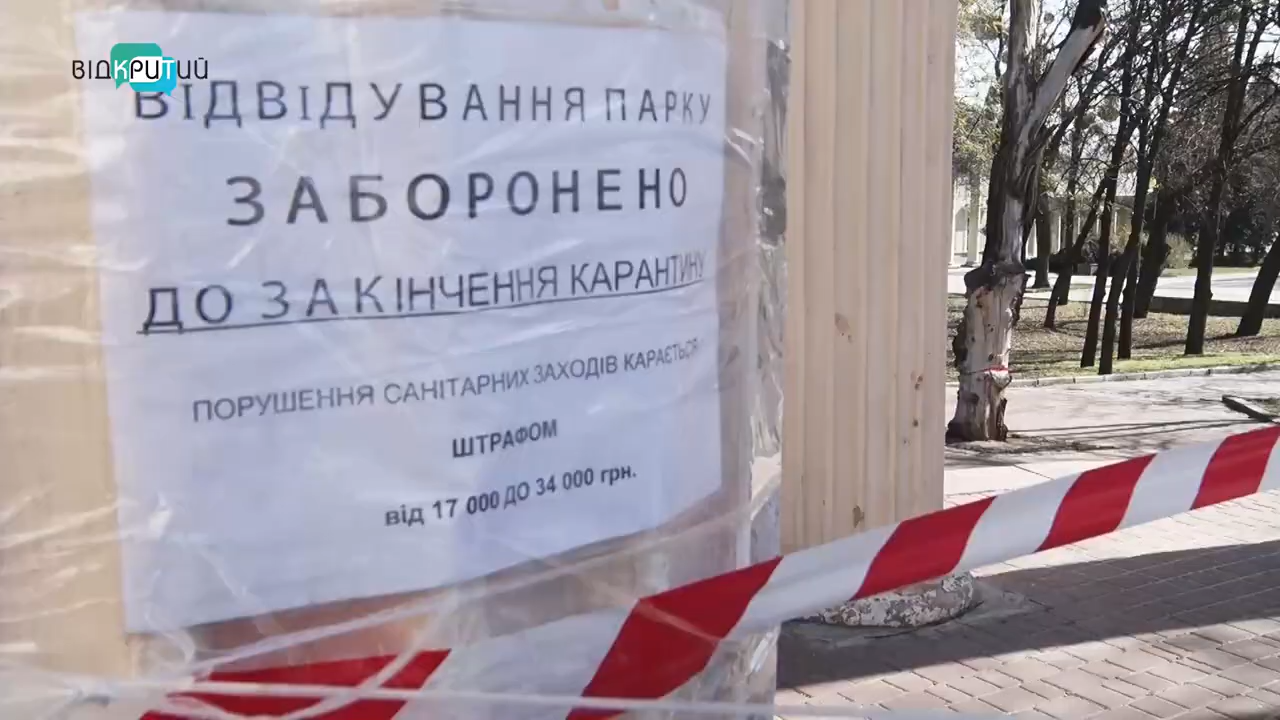 ВІДКРИТИЙ
ВІДВІДУВАННЯ ПАРКУ
ЗАБОРОНЕНО
ДО ЗАКІНЧЕННЯ КАРАНТИНУ
ПОРУШЕННЯ САНІТАРНИХ ЗАХОДІВ КАРАЄТЬСЯ
ШТРАФОМ
від 17 000 ДО 34 000 грн.